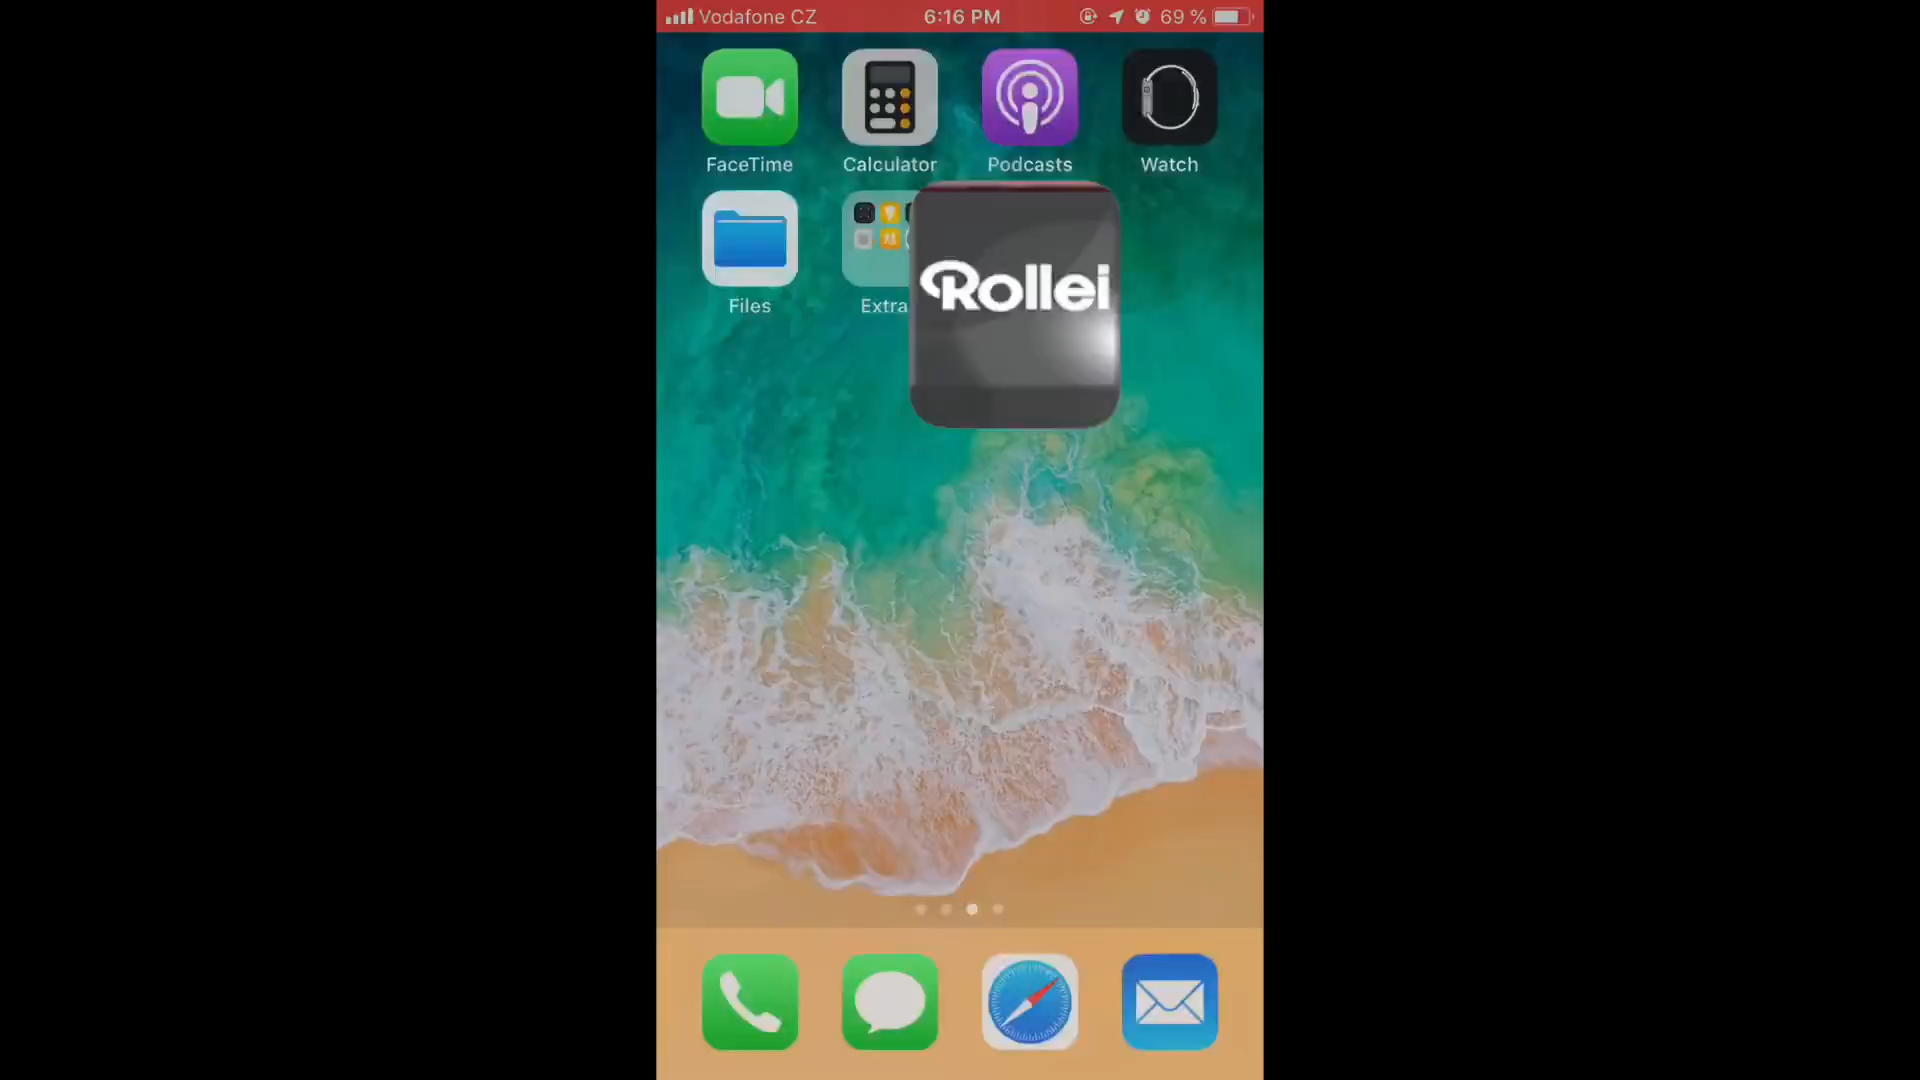 Vodafone CZ 6:16 PM 69 %
FaceTime Calculator Podcasts Watch
Rollei
Files Extra